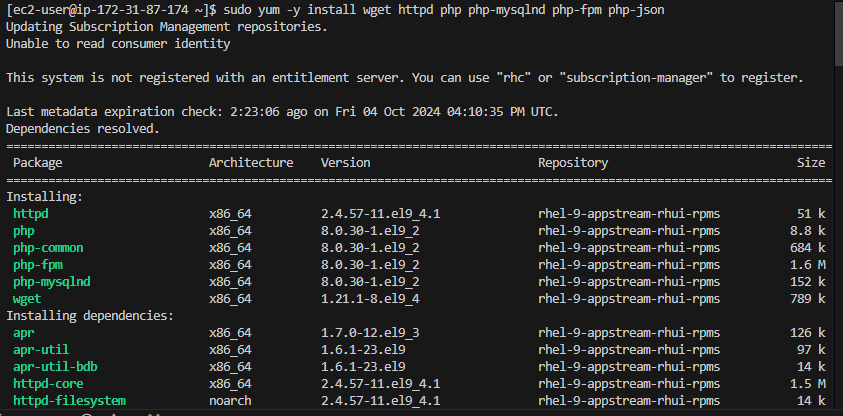 [ec2-user@ip-172-31-87-174 ~]$ sudo yum -y install wget httpd php php-mysqlnd php-fpm php-json
Updating Subscription Management repositories.
Unable to read consumer identity
This system is not registered with an entitlement server. You can use "rhc" or "subscription-manager" to register.
Last metadata expiration check: 2:23:06 ago on Fri 04 Oct 2024 04:10:35 PM UTC.
Dependencies resolved.
Package Architecture Version Repository Size
Installing:
httpd x86_64 2.4.57-11.el9_4.1 rhel-9-appstream-rhui-rpms 51 k
php x86_64 8.0.30-1.el9_2 rhel-9-appstream-rhui-rpms 8.8 k
php-common x86_64 8.0.30-1.el9_2 rhel-9-appstream-rhui-rpms 684 k
php-fpm x86_64 8.0.30-1.el9_2 rhel-9-appstream-rhui-rpms 1.6 M
php-mysqlnd x86_64 8.0.30-1.el9_2 rhel-9-appstream-rhui-rpms 152 k
wget x86_64 1.21.1-8.el9_4 rhel-9-appstream-rhui-rpms 789 k
Installing dependencies:
apr x86_64 1.7.0-12.el9_3 rhel-9-appstream-rhui-rpms 126 k
apr-util x86_64 1.6.1-23.el9 rhel-9-appstream-rhui-rpms 97 k
apr-util-bdb x86_64 1.6.1-23.el9 rhel-9-appstream-rhui-rpms 14 k
httpd-core x86_64 2.4.57-11.el9_4.1 rhel-9-appstream-rhui-rpms 1.5 M
httpd-filesystem noarch 2.4.57-11.el9_4.1 rhel-9-appstream-rhui-rpms 14 k